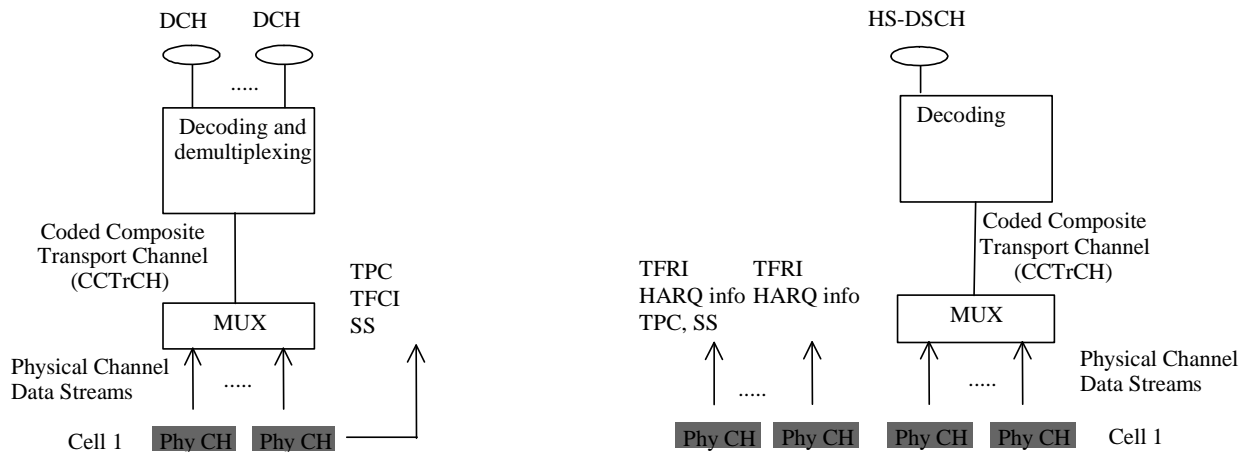 DCH DCH
.....
Decoding and
demultiplexing
Coded Composite
Transport Channel
(CCTrCH)
TPC
TFCI
SS
MUX
Physical Channel
Data Streams
.....
Cell 1 Phy CH Phy CH
HS-DSCH
Decoding
Coded Composite
Transport Channel
(CCTrCH)
TFRI
HARQ info
TPC, SS
TFRI
HARQ info
MUX
Physical Channel
Data Streams
.....
.....
Phy CH Phy CH Phy CH Phy CH Cell 1